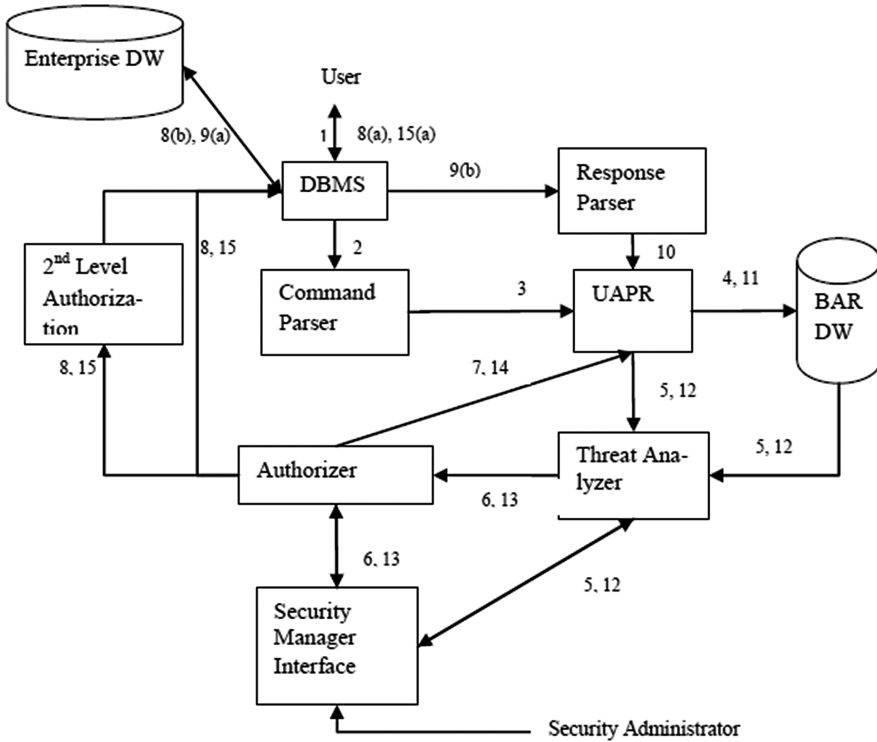 Enterprise DW
User
8(b), 9(a)
1
8(a), 15(a)
DBMS
9(b)
Response
Parser
2nd Level
Authoriza-
tion
8, 15
2
10
Command
Parser
3
UAPR
4, 11
BAR
DW
8, 15
7, 14
5, 12
Authorizer
Threat Ana-
lyzer
5, 12
6, 13
6, 13
5, 12
Security
Manager
Interface
Security Administrator